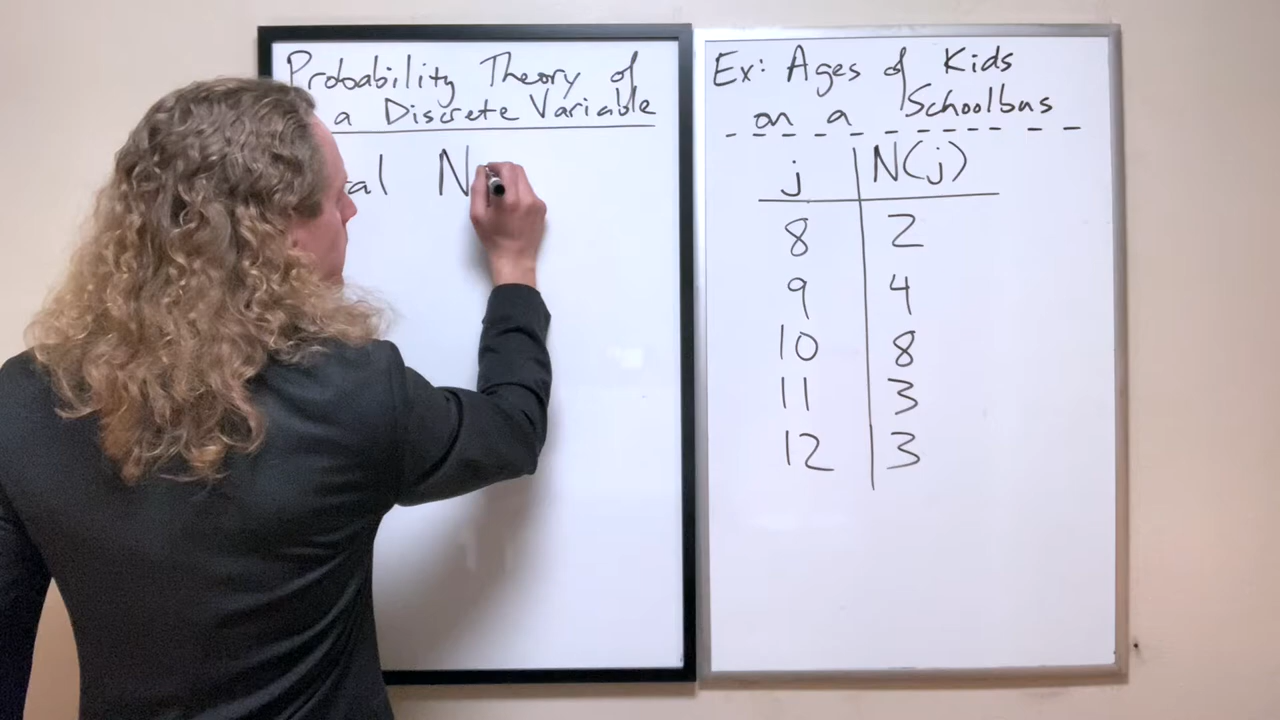 Probability Theory of
a Discrete Variable
N
Ex: Ages of Kids
on a Schoolbus
j N(j)
8 2
9 4
10 8
11 3
12 3